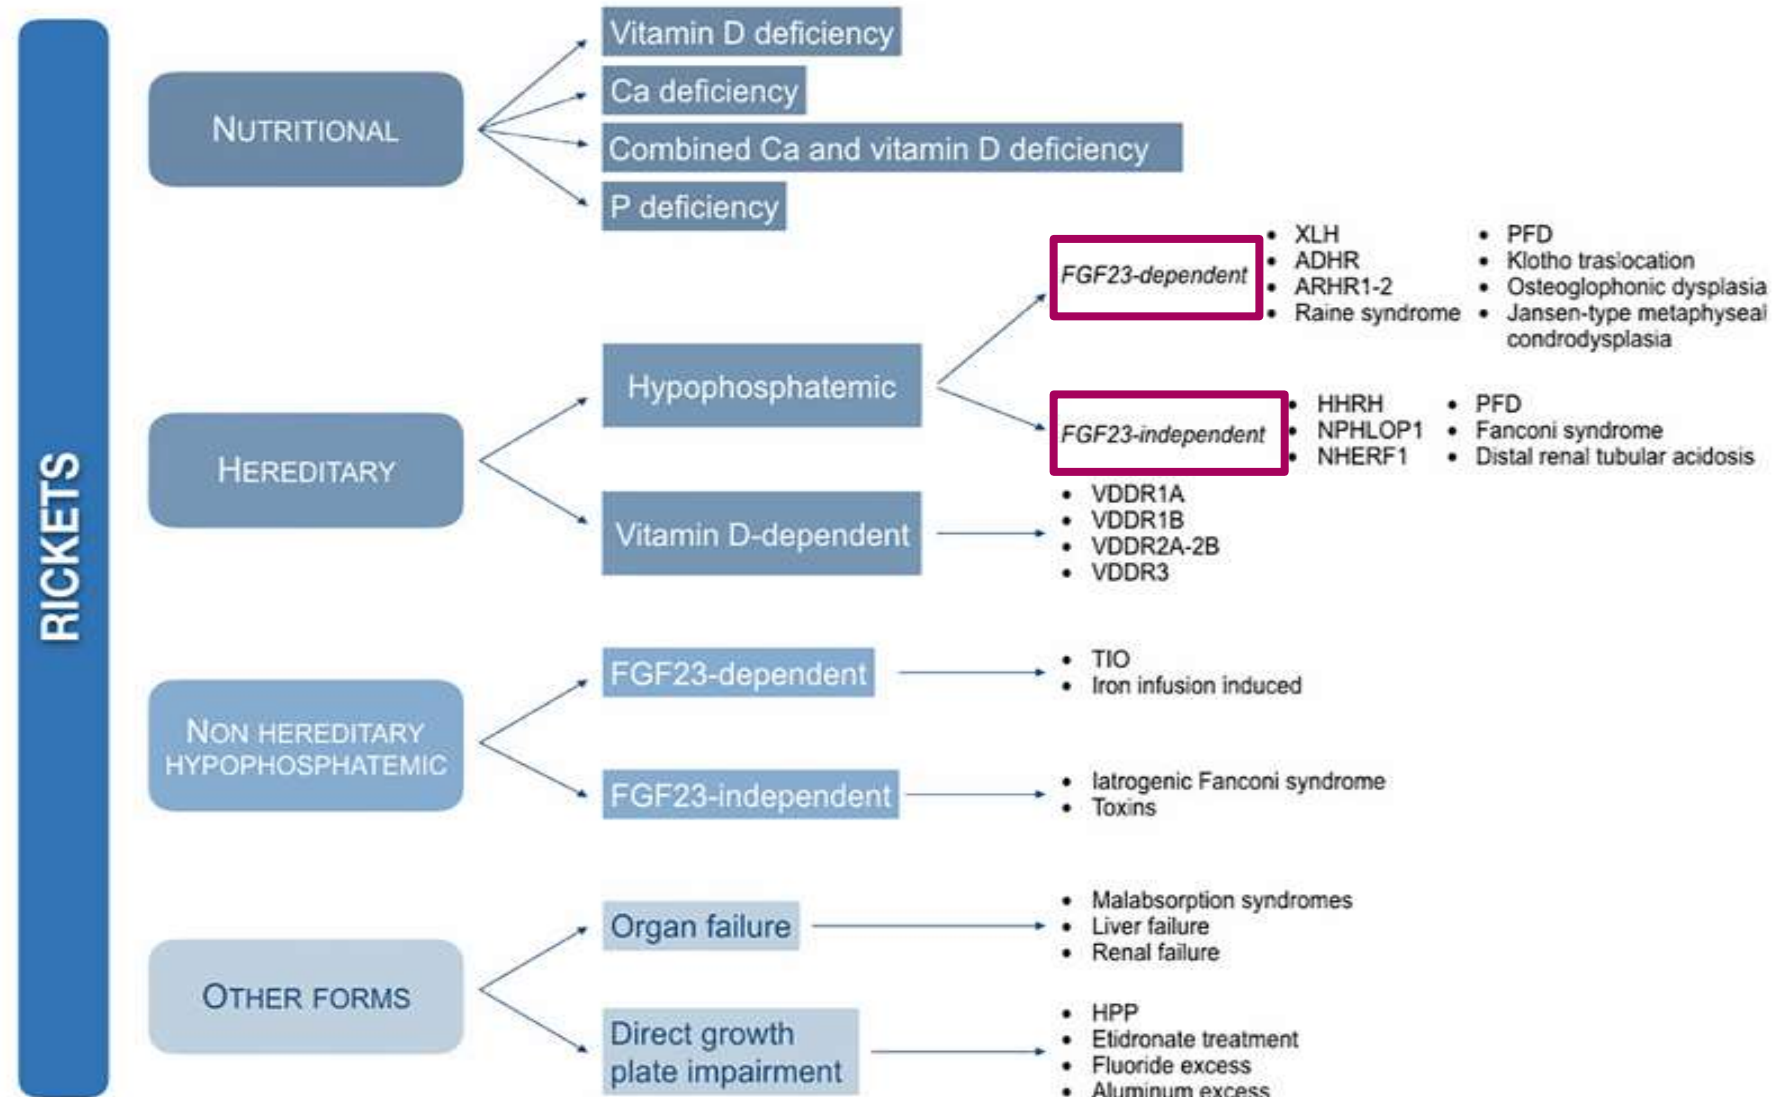 RICKETS
NUTRITIONAL
Vitamin D deficiency
Ca deficiency
Combined Ca and vitamin D deficiency
P deficiency
HEREDITARY
Hypophosphatemic
FGF23-dependent
• XLH
• ADHR
• ARHR1-2
• Raine syndrome
• PFD
• Klotho traslocation
• Osteoglophonic dysplasia
• Jansen-type metaphyseal
condrodysplasia
FGF23-independent
• HHRH
• NPHLOP1
• NHERF1
• PFD
• Fanconi syndrome
• Distal renal tubular acidosis
Vitamin D-dependent
• VDDR1A
• VDDR1B
• VDDR2A-2B
• VDDR3
NON HEREDITARY
HYPOPHOSPHATEMIC
FGF23-dependent
• TIO
• Iron infusion induced
FGF23-independent
• Iatrogenic Fanconi syndrome
• Toxins
OTHER FORMS
Organ failure
• Malabsorption syndromes
• Liver failure
• Renal failure
Direct growth
plate impairment
• HPP
• Etidronate treatment
• Fluoride excess
• Aluminum excess